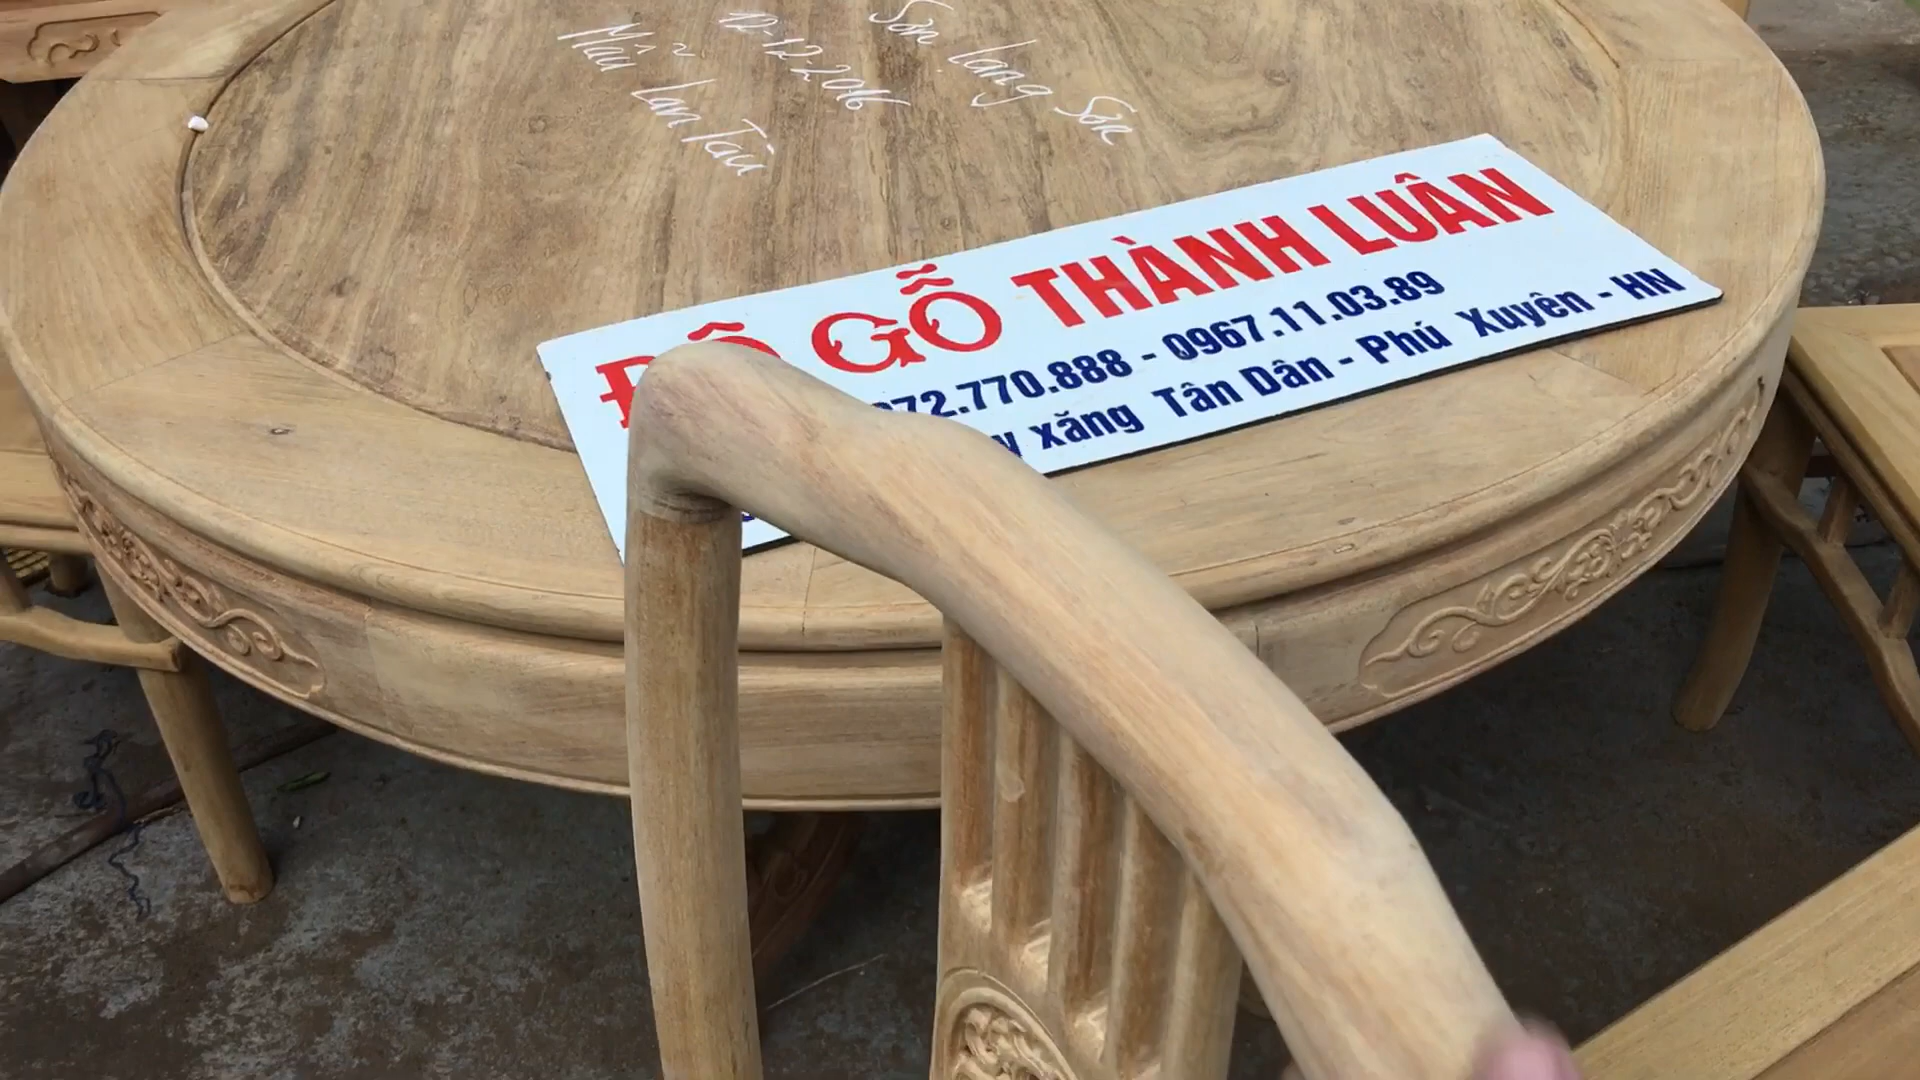 Sơn Lạng Sơn
12-12-2016
Mẫu Lan Tàu
ĐỒ GỖ THÀNH LUÂN
72.770.888 - 0967.11.03.89
xăng Tân Dân - Phú Xuyên - HN